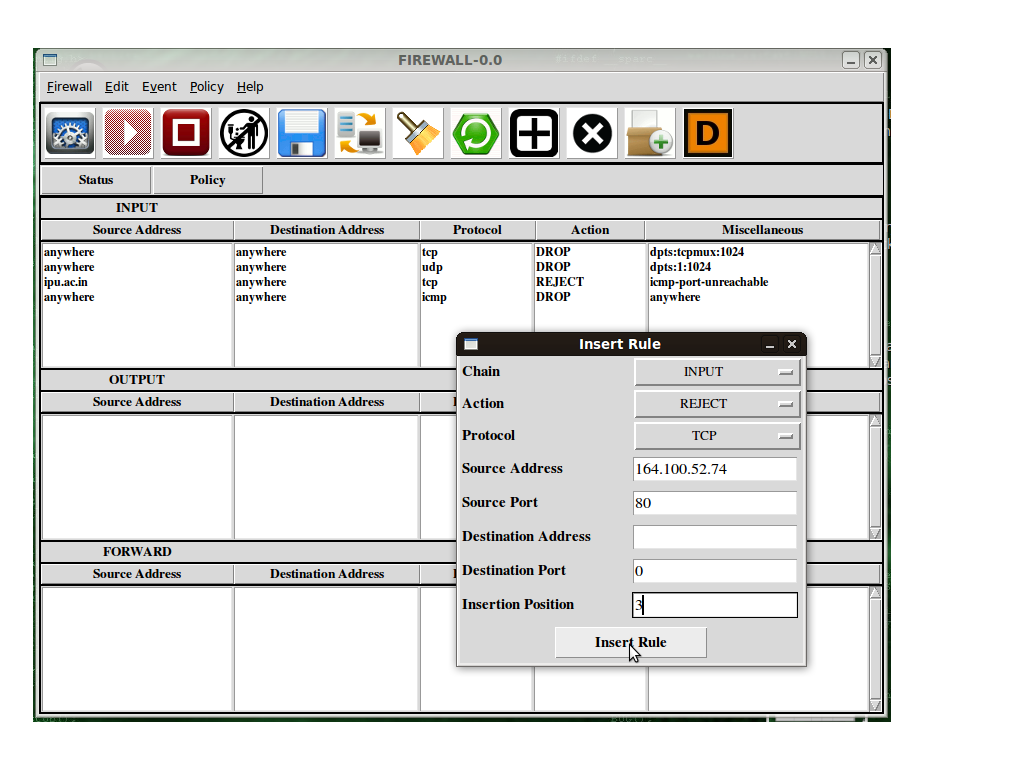 FIREWALL-0.0
Firewall Edit Event Policy Help
D
Status Policy
INPUT
Source Address Destination Address Protocol Action Miscellaneous
anywhere anywhere tcp DROP dpts:tcpmux:1024
anywhere anywhere udp DROP dpts:1:1024
ipu.ac.in anywhere tcp REJECT icmp-port-unreachable
anywhere anywhere icmp DROP anywhere
OUTPUT
Source Address Destination Address
FORWARD
Source Address Destination Address
Insert Rule
Chain INPUT
Action REJECT
Protocol TCP
Source Address 164.100.52.74
Source Port 80
Destination Address
Destination Port 0
Insertion Position 3
Insert Rule